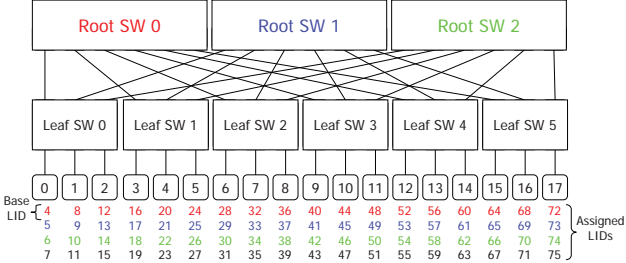 Root SW 0 Root SW 1 Root SW 2
Leaf SW 0 Leaf SW 1 Leaf SW 2 Leaf SW 3 Leaf SW 4 Leaf SW 5
0 1 2 3 4 5 6 7 8 9 10 11 12 13 14 15 16 17
Base LID
4 8 12 16 20 24 28 32 36 40 44 48 52 56 60 64 68 72
5 9 13 17 21 25 29 33 37 41 45 49 53 57 61 65 69 73
6 10 14 18 22 26 30 34 38 42 46 50 54 58 62 66 70 74
7 11 15 19 23 27 31 35 39 43 47 51 55 59 63 67 71 75
Assigned LIDs